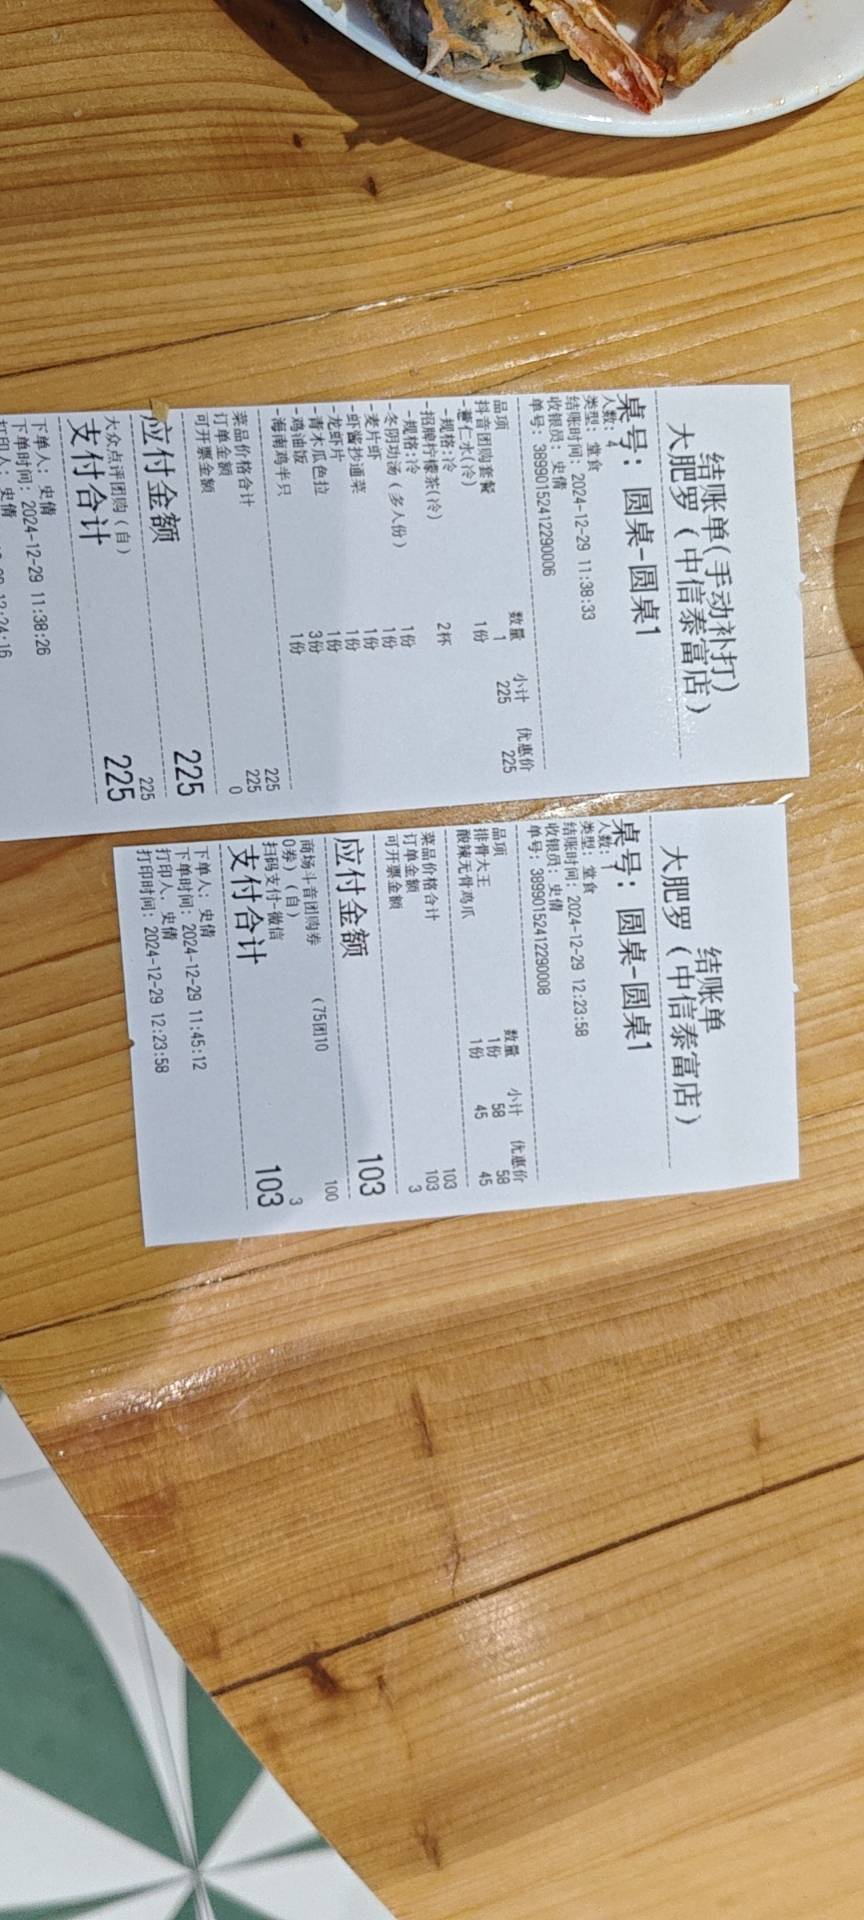 结账单(手动补打)
大肥罗（中信泰富店）
桌号：圆桌-圆桌1
人数：4
类型：堂食
结账时间：2024-12-29 11:38:33
收银员：史倩
单号：38990152412290006
品项 数量 小计 优惠价
抖音团购套餐 1 225 225
-薏仁水(冷) 1份
-规格:冷
-招牌柠檬茶(冷) 2杯
-规格:冷
-冬阴功汤(多人份) 1份
-麦片虾 1份
-虾酱抄通菜 1份
-龙虾片 1份
-青木瓜色拉 1份
-鸡油饭 3份
-海南鸡半只 1份
菜品价格合计 225
订单金额 225
可开票金额 0
应付金额 225
大众点评团购(自) 225
支付合计 225
下单人：史倩
下单时间：2024-12-29 11:38:26
打印人：史倩
结账单
大肥罗（中信泰富店）
桌号：圆桌-圆桌1
人数：1
类型：堂食
结账时间：2024-12-29 12:23:58
收银员：史倩
单号：38990152412290008
品项 数量 小计 优惠价
排骨大王 1份 58 58
酸辣无骨鸡爪 1份 45 45
菜品价格合计 103
订单金额 103
可开票金额 3
应付金额 103
商场斗音团购券 (75团10 100
0券) (自)
扫码支付-微信 3
支付合计 103
下单人：史倩
下单时间：2024-12-29 11:45:12
打印人：史倩
打印时间：2024-12-29 12:23:58